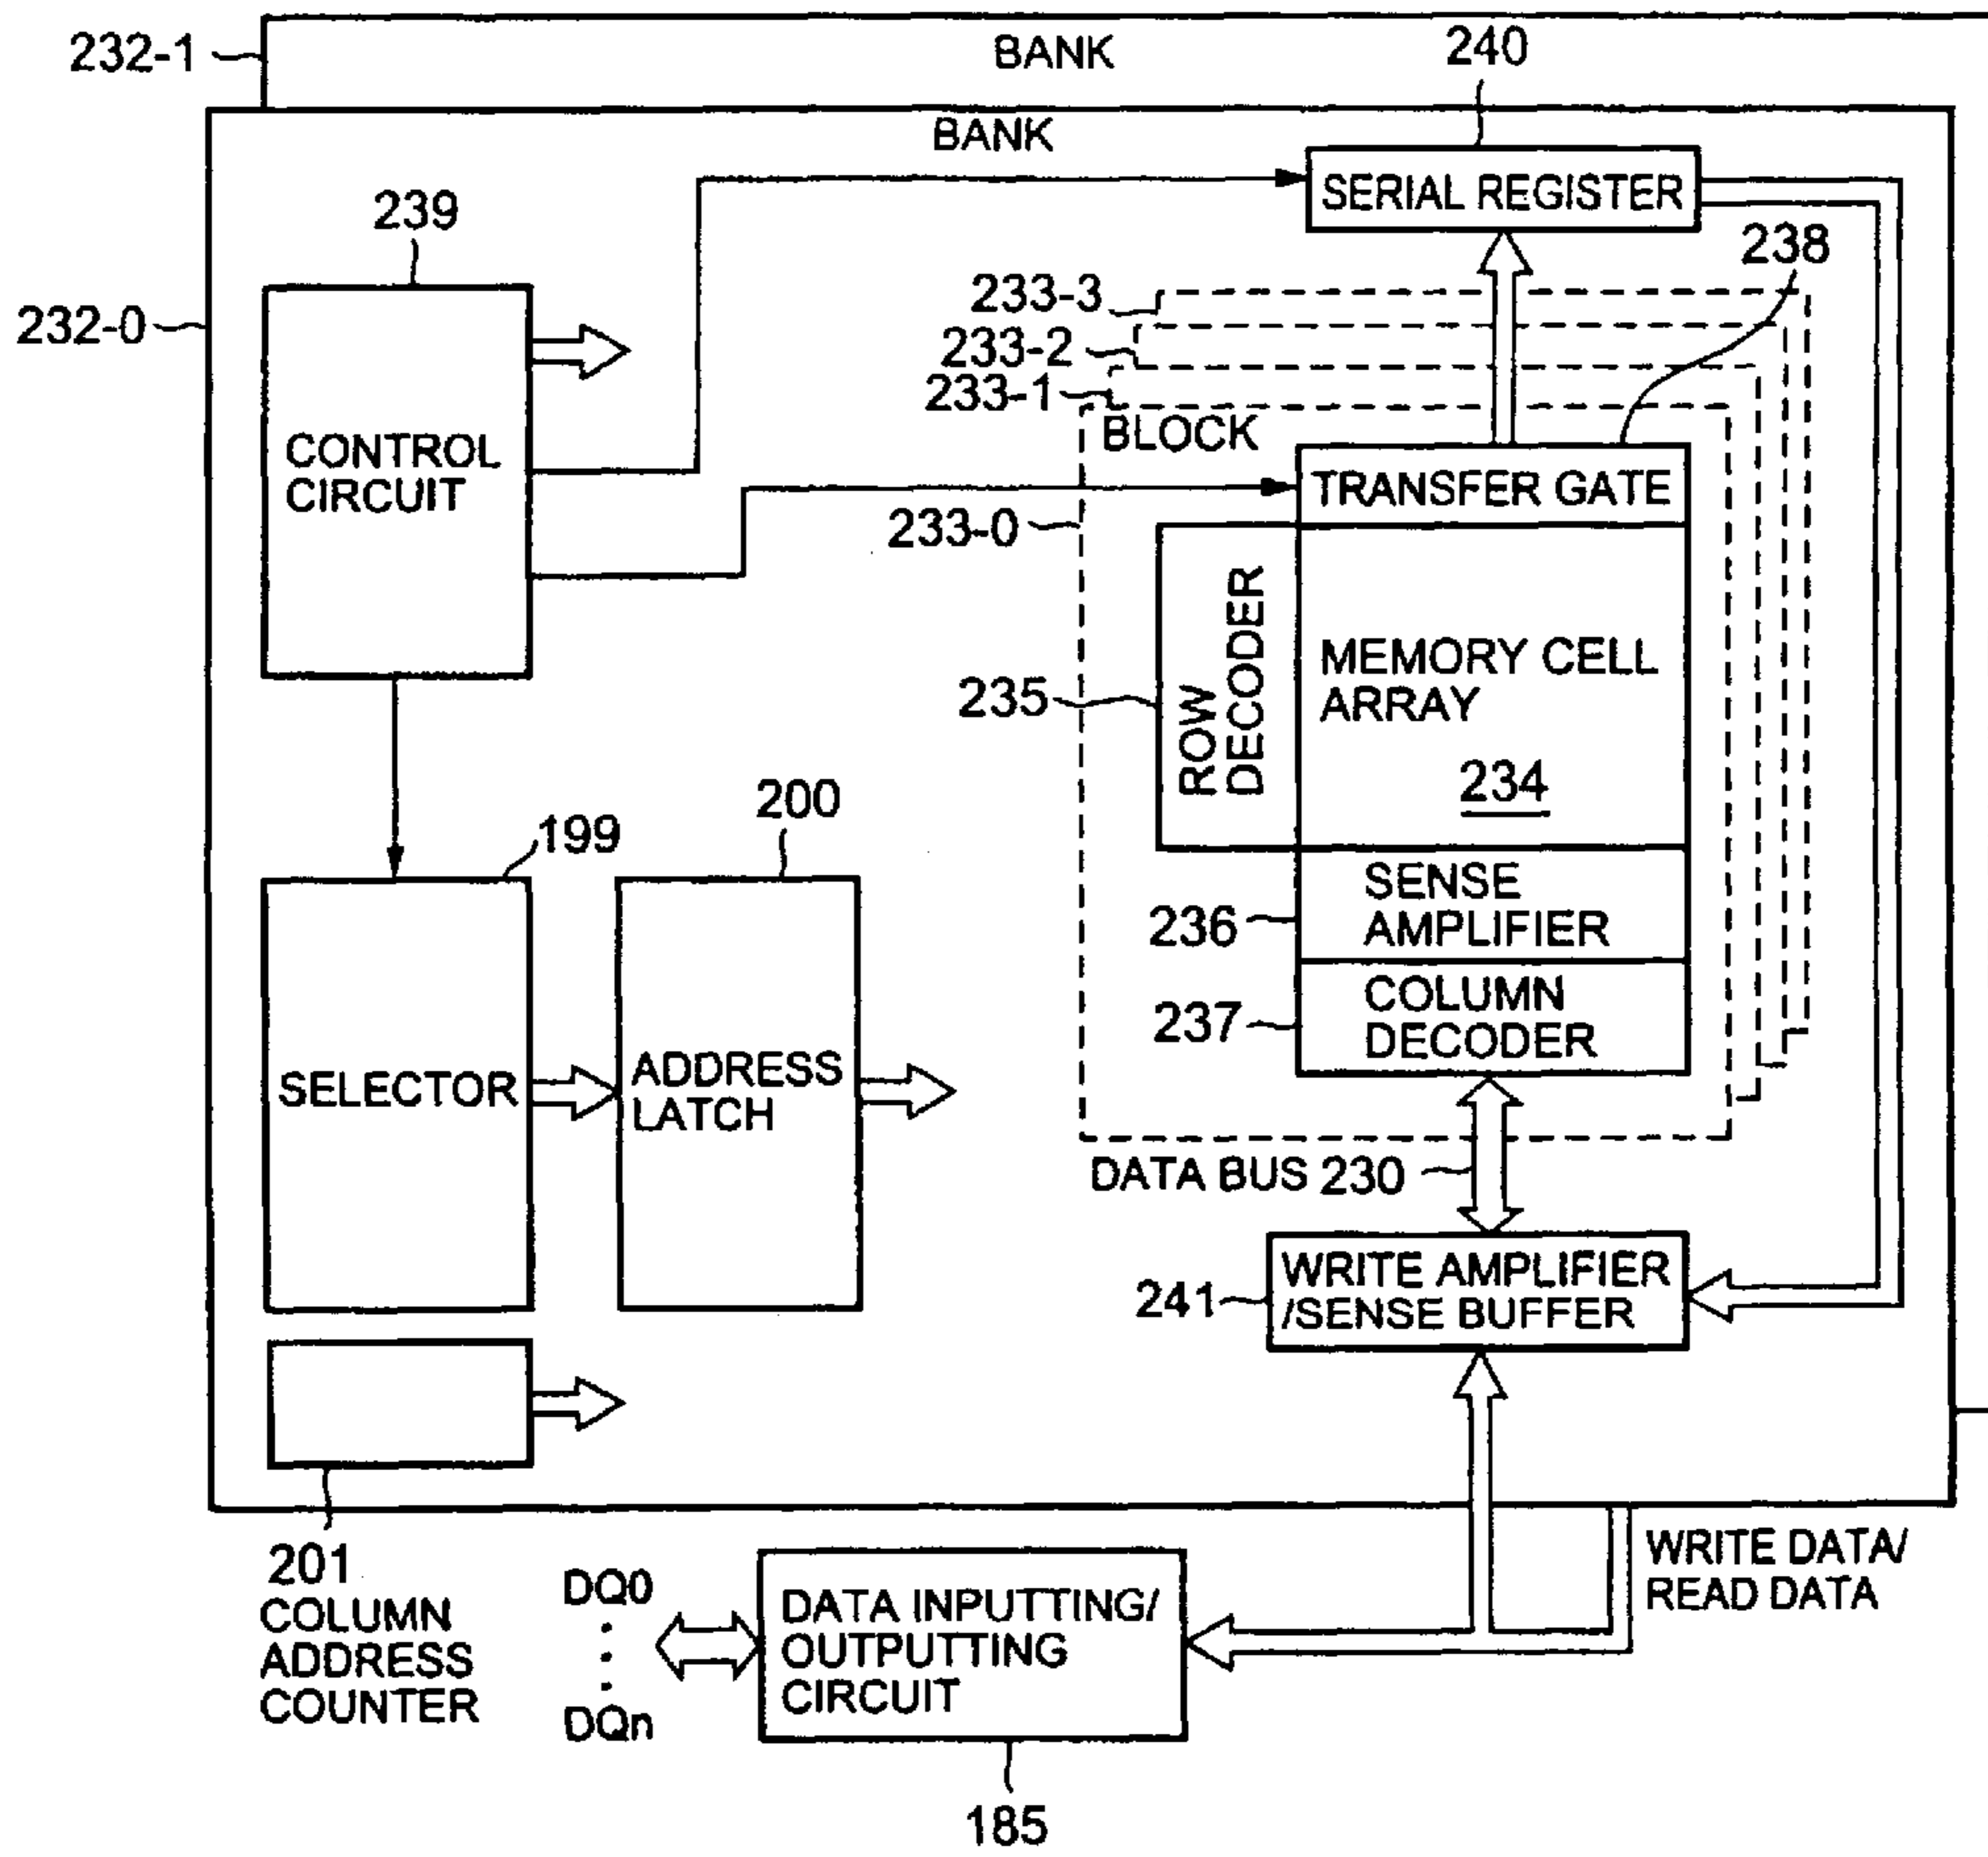 232-1
BANK
240
BANK
SERIAL REGISTER
239
238
232-0
233-3
233-2
233-1
BLOCK
CONTROL
CIRCUIT
TRANSFER GATE
233-0
ROW
DECODER
235
MEMORY CELL
ARRAY
234
200
199
SENSE
AMPLIFIER
236
COLUMN
DECODER
237
SELECTOR
ADDRESS
LATCH
DATA BUS 230
WRITE AMPLIFIER
/SENSE BUFFER
241
201
COLUMN
ADDRESS
COUNTER
DQ0
.
.
.
DQn
DATA INPUTTING/
OUTPUTTING
CIRCUIT
WRITE DATA/
READ DATA
185